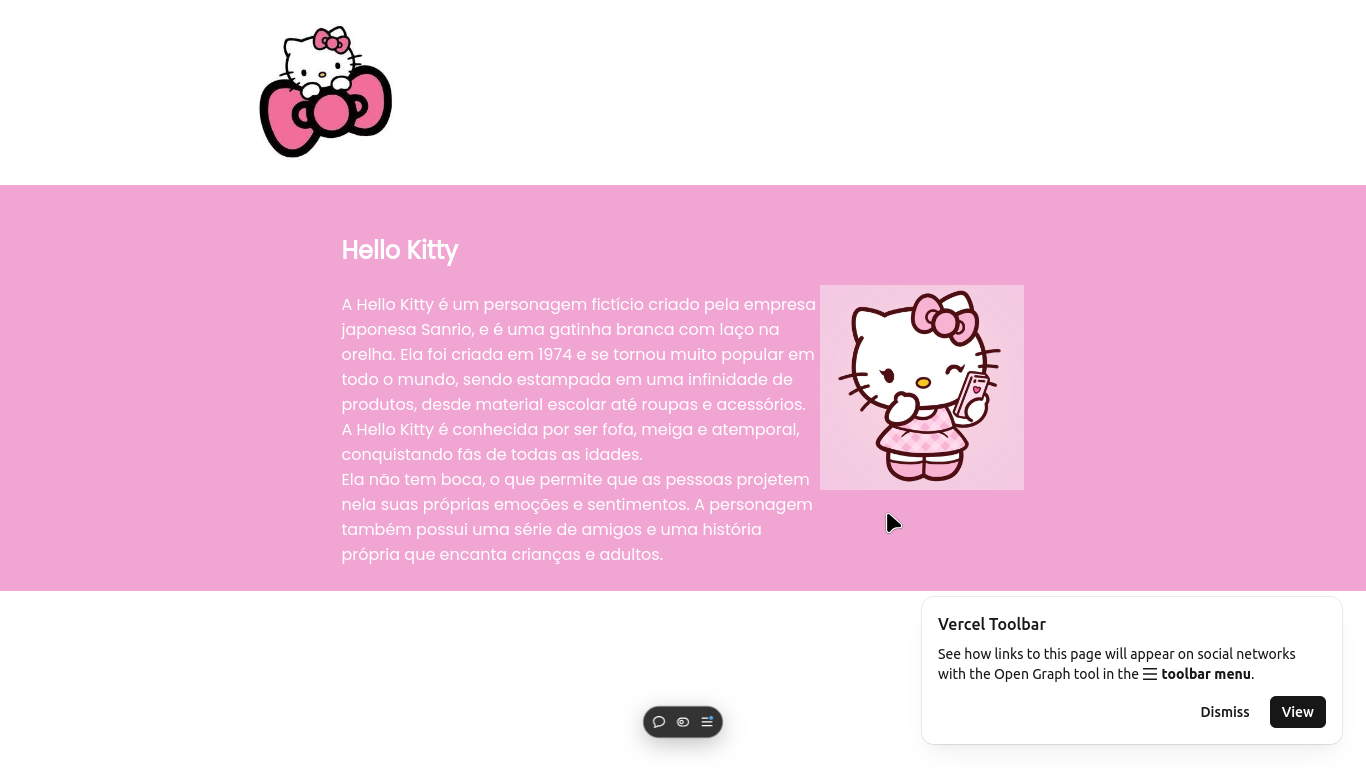 Hello Kitty
A Hello Kitty é um personagem fictício criado pela empresa
japonesa Sanrio, e é uma gatinha branca com laço na
orelha. Ela foi criada em 1974 e se tornou muito popular em
todo o mundo, sendo estampada em uma infinidade de
produtos, desde material escolar até roupas e acessórios.
A Hello Kitty é conhecida por ser fofa, meiga e atemporal,
conquistando fãs de todas as idades.
Ela não tem boca, o que permite que as pessoas projetem
nela suas próprias emoções e sentimentos. A personagem
também possui uma série de amigos e uma história
própria que encanta crianças e adultos.
Vercel Toolbar
See how links to this page will appear on social networks
with the Open Graph tool in the toolbar menu.
Dismiss View